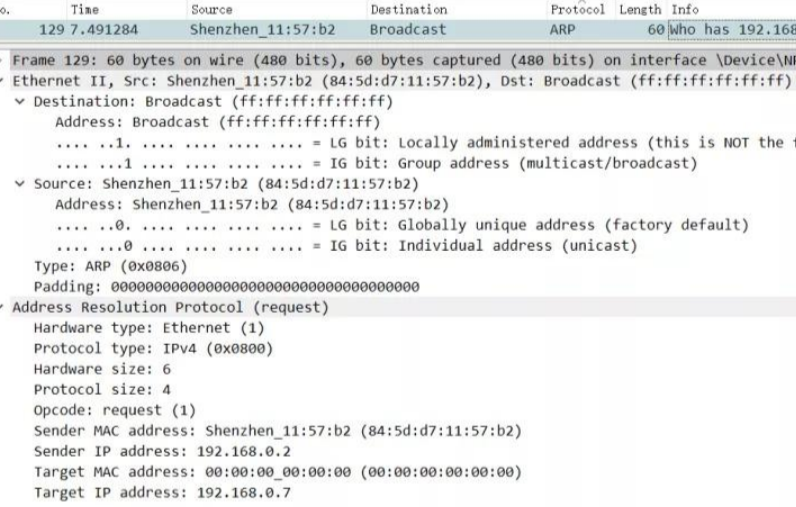 o. Time Source Destination Protocol Length Info
129 7.491284 Shenzhen_11:57:b2 Broadcast ARP 60 Who has 192.168
Frame 129: 60 bytes on wire (480 bits), 60 bytes captured (480 bits) on interface \Device\NP
Ethernet II, Src: Shenzhen_11:57:b2 (84:5d:d7:11:57:b2), Dst: Broadcast (ff:ff:ff:ff:ff:ff)
Destination: Broadcast (ff:ff:ff:ff:ff:ff)
Address: Broadcast (ff:ff:ff:ff:ff:ff)
.... ..1. .... .... .... .... = LG bit: Locally administered address (this is NOT the
.... ...1 .... .... .... .... = IG bit: Group address (multicast/broadcast)
Source: Shenzhen_11:57:b2 (84:5d:d7:11:57:b2)
Address: Shenzhen_11:57:b2 (84:5d:d7:11:57:b2)
.... ..0. .... .... .... .... = LG bit: Globally unique address (factory default)
.... ...0 .... .... .... .... = IG bit: Individual address (unicast)
Type: ARP (0x0806)
Padding: 000000000000000000000000000000000000
Address Resolution Protocol (request)
Hardware type: Ethernet (1)
Protocol type: IPv4 (0x0800)
Hardware size: 6
Protocol size: 4
Opcode: request (1)
Sender MAC address: Shenzhen_11:57:b2 (84:5d:d7:11:57:b2)
Sender IP address: 192.168.0.2
Target MAC address: 00:00:00_00:00:00 (00:00:00:00:00:00)
Target IP address: 192.168.0.7